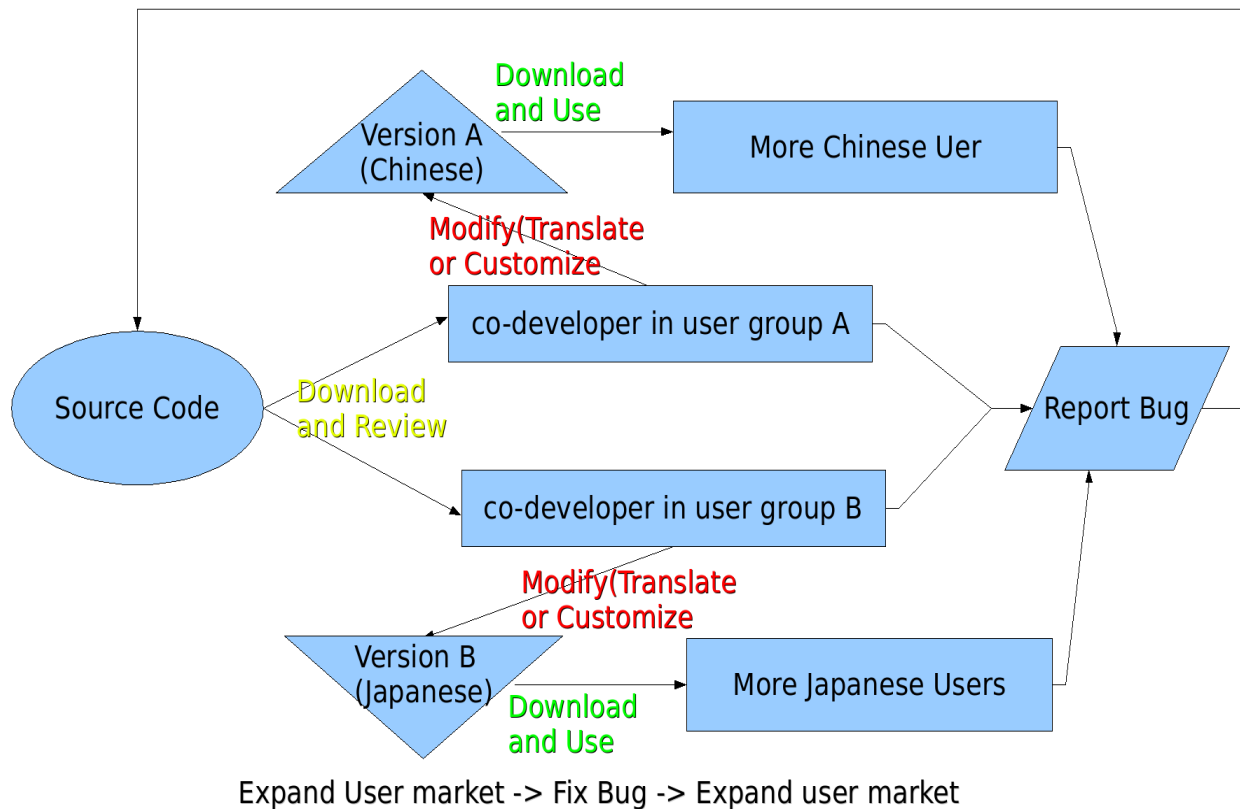 Download
and Use
Version A
(Chinese)
More Chinese Uer
Modify(Translate
or Customize
co-developer in user group A
Source Code
Download
and Review
Report Bug
co-developer in user group B
Modify(Translate
or Customize
Version B
(Japanese)
More Japanese Users
Download
and Use
Expand User market -> Fix Bug -> Expand user market